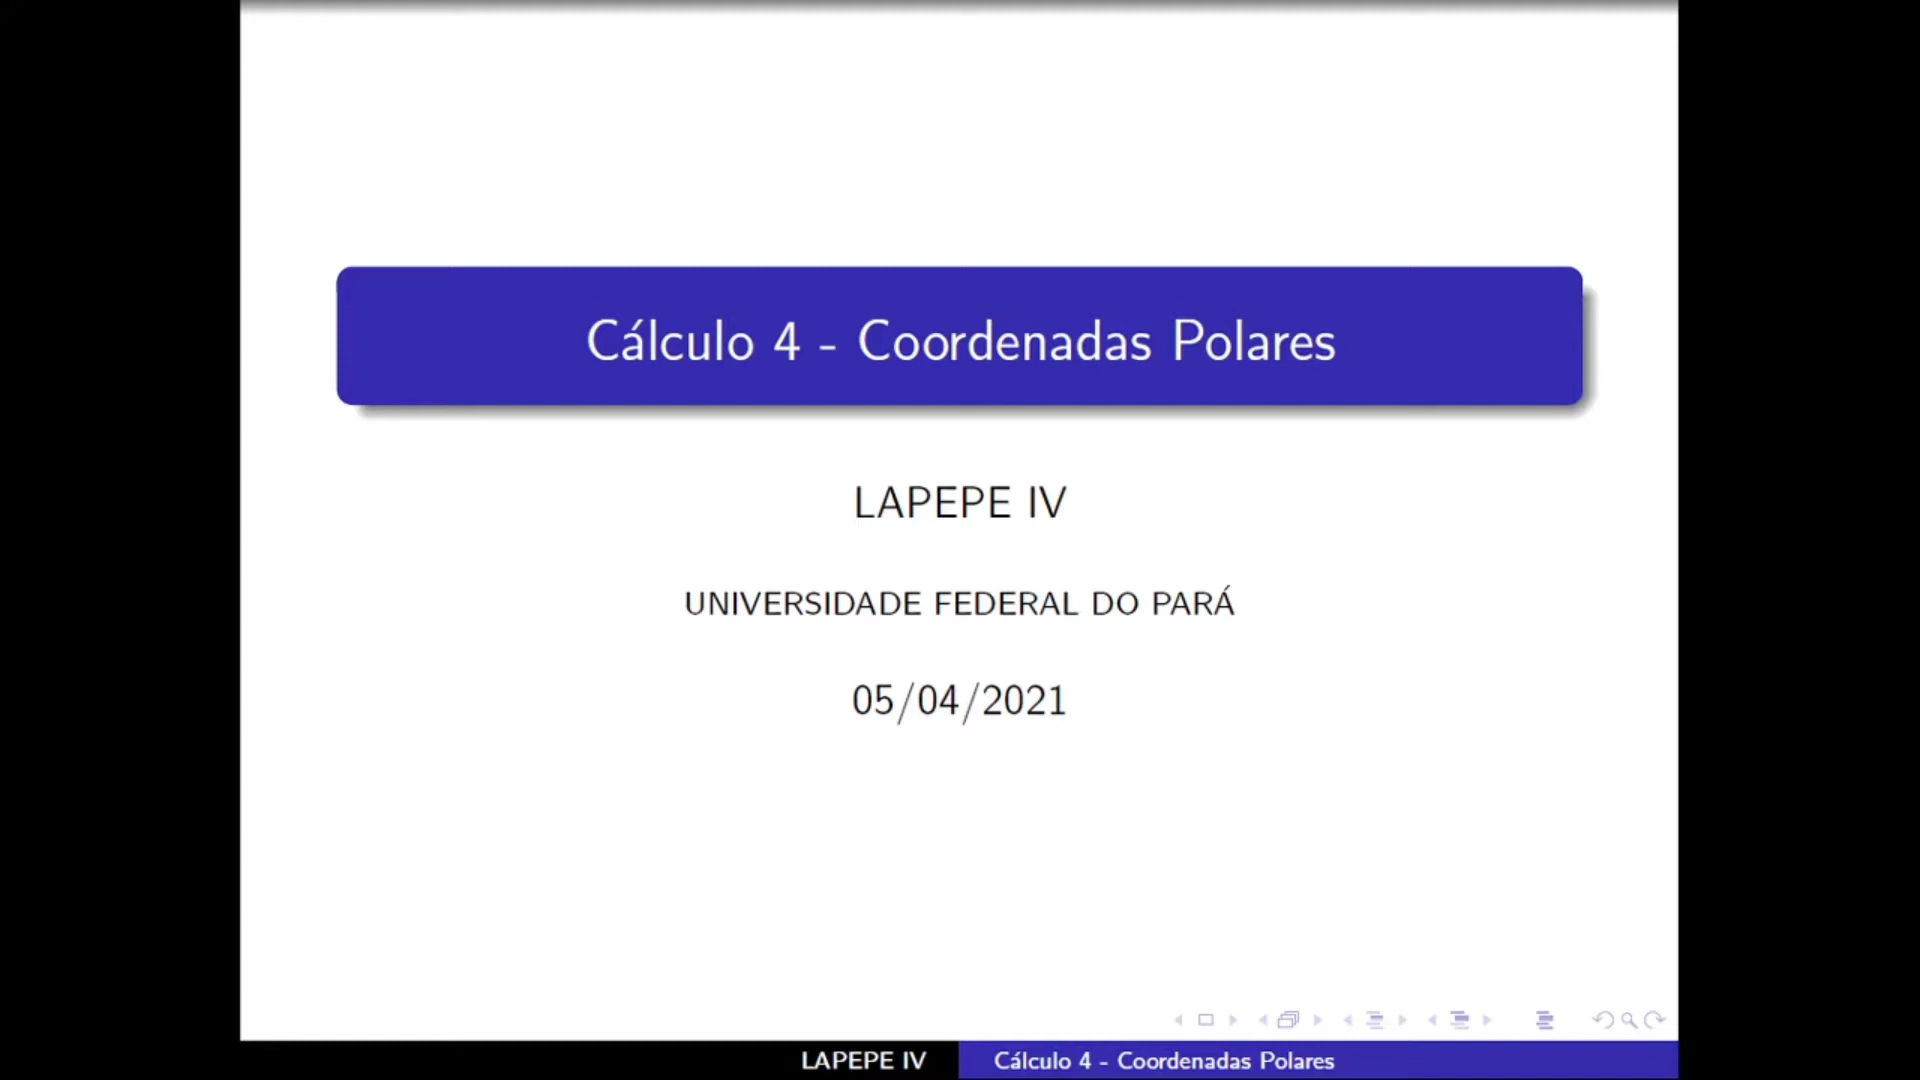 Cálculo 4 - Coordenadas Polares
LAPEPE IV
UNIVERSIDADE FEDERAL DO PARÁ
05/04/2021
LAPEPE IV Cálculo 4 - Coordenadas Polares